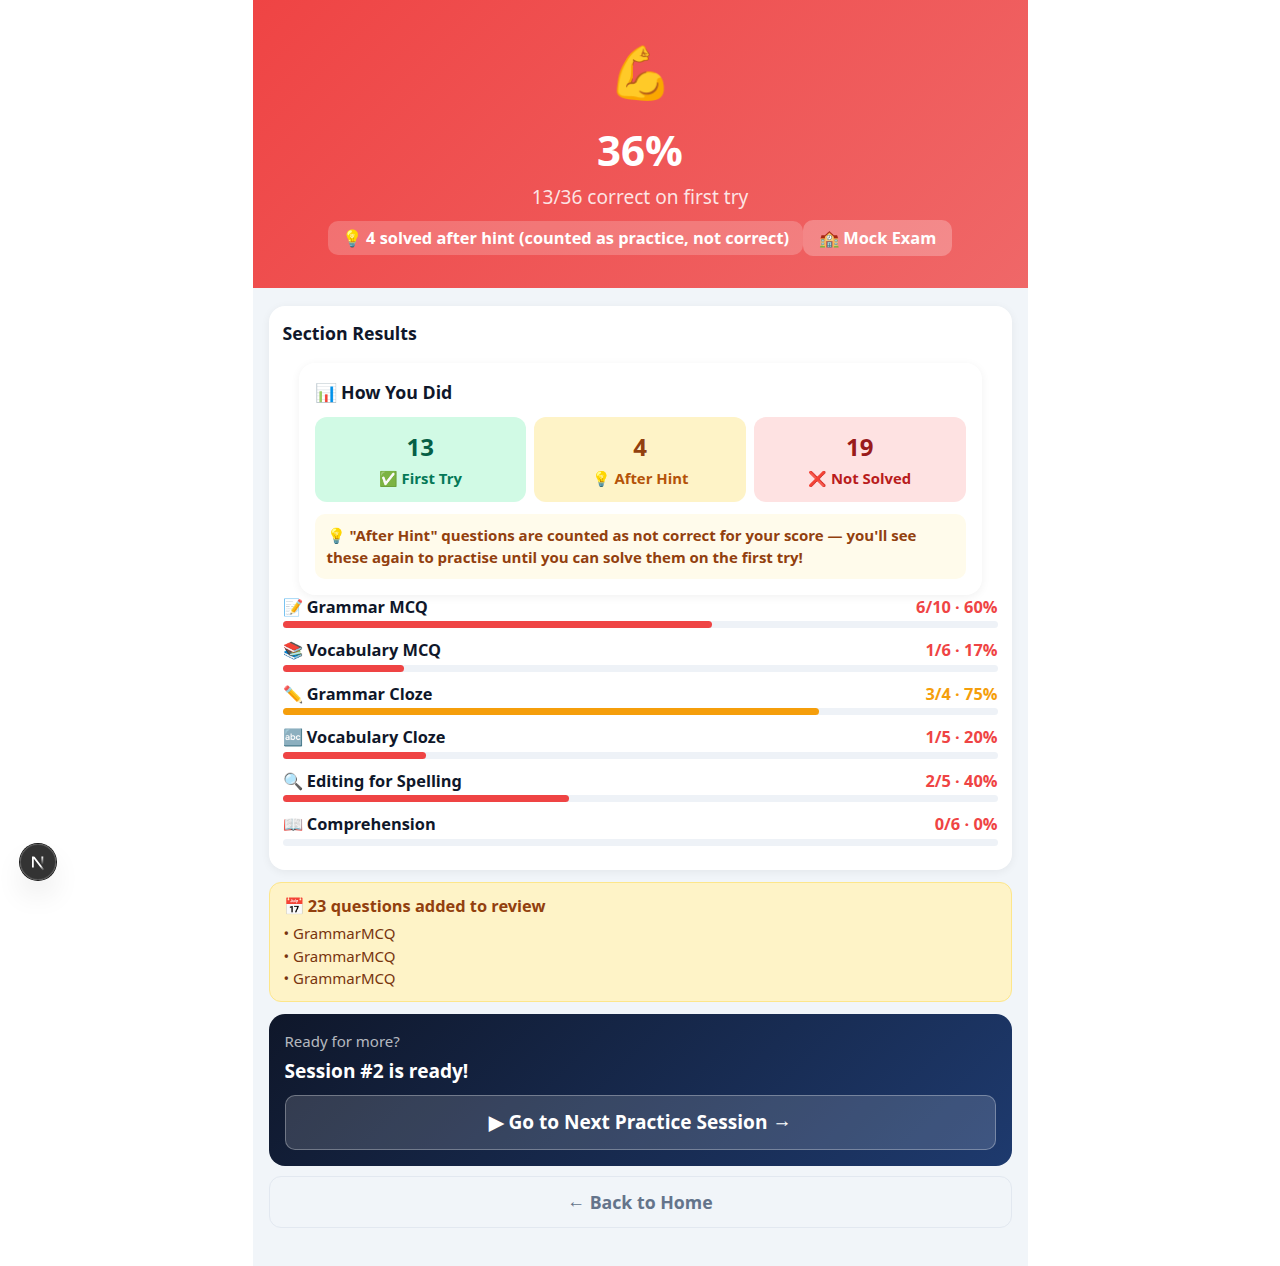 36%
13/36 correct on first try
💡 4 solved after hint (counted as practice, not correct)
🏫 Mock Exam
Section Results
📊 How You Did
13
✅ First Try
4
💡 After Hint
19
❌ Not Solved
💡 "After Hint" questions are counted as not correct for your score — you'll see
these again to practise until you can solve them on the first try!
📝 Grammar MCQ 6/10 · 60%
📚 Vocabulary MCQ 1/6 · 17%
✏️ Grammar Cloze 3/4 · 75%
🔤 Vocabulary Cloze 1/5 · 20%
🔍 Editing for Spelling 2/5 · 40%
📖 Comprehension 0/6 · 0%
📅 23 questions added to review
• GrammarMCQ
• GrammarMCQ
• GrammarMCQ
Ready for more?
Session #2 is ready!
▶ Go to Next Practice Session →
← Back to Home
N